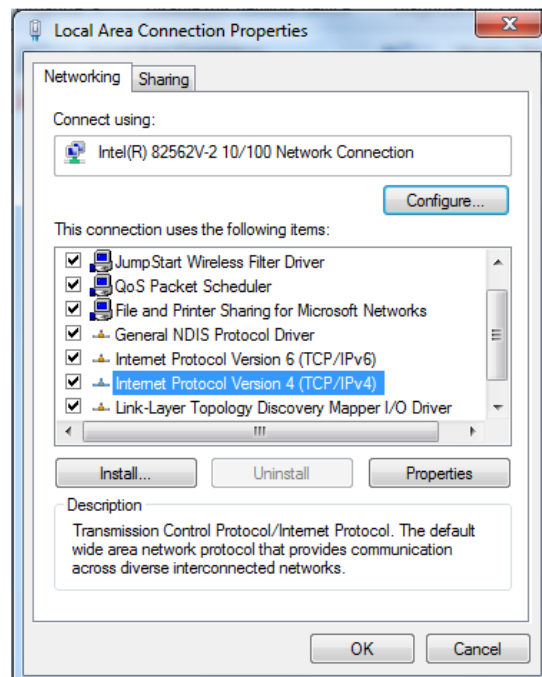 Local Area Connection Properties
Networking
Sharing
Connect using:
Intel(R) 82562V-2 10/100 Network Connection
Configure...
This connection uses the following items:
JumpStart Wireless Filter Driver
QoS Packet Scheduler
File and Printer Sharing for Microsoft Networks
General NDIS Protocol Driver
Internet Protocol Version 6 (TCP/IPv6)
Internet Protocol Version 4 (TCP/IPv4)
Link-Layer Topology Discovery Mapper I/O Driver
Install...
Uninstall
Properties
Description
Transmission Control Protocol/Internet Protocol. The default
wide area network protocol that provides communication
across diverse interconnected networks.
OK
Cancel